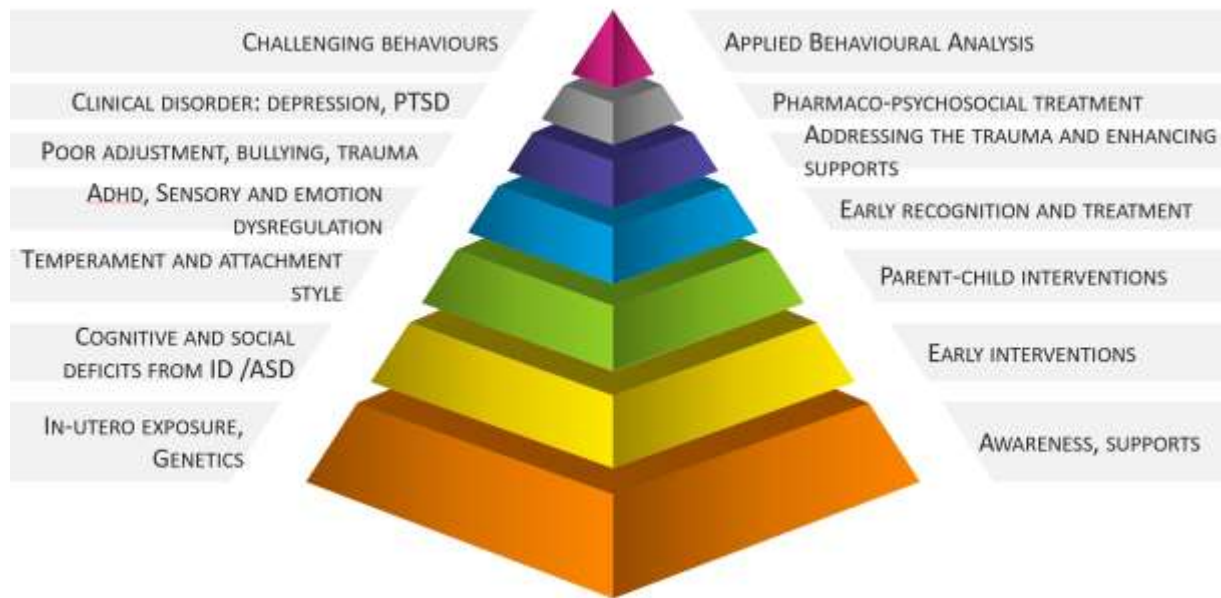 CHALLENGING BEHAVIOURS
APPLIED BEHAVIOURAL ANALYSIS
CLINICAL DISORDER: DEPRESSION, PTSD
PHARMACO-PSYCHOSOCIAL TREATMENT
POOR ADJUSTMENT, BULLYING, TRAUMA
ADDRESSING THE TRAUMA AND ENHANCING
SUPPORTS
ADHD, SENSORY AND EMOTION
DYSREGULATION
EARLY RECOGNITION AND TREATMENT
TEMPERAMENT AND ATTACHMENT
STYLE
PARENT-CHILD INTERVENTIONS
COGNITIVE AND SOCIAL
DEFICITS FROM ID /ASD
EARLY INTERVENTIONS
IN-UTERO EXPOSURE,
GENETICS
AWARENESS, SUPPORTS